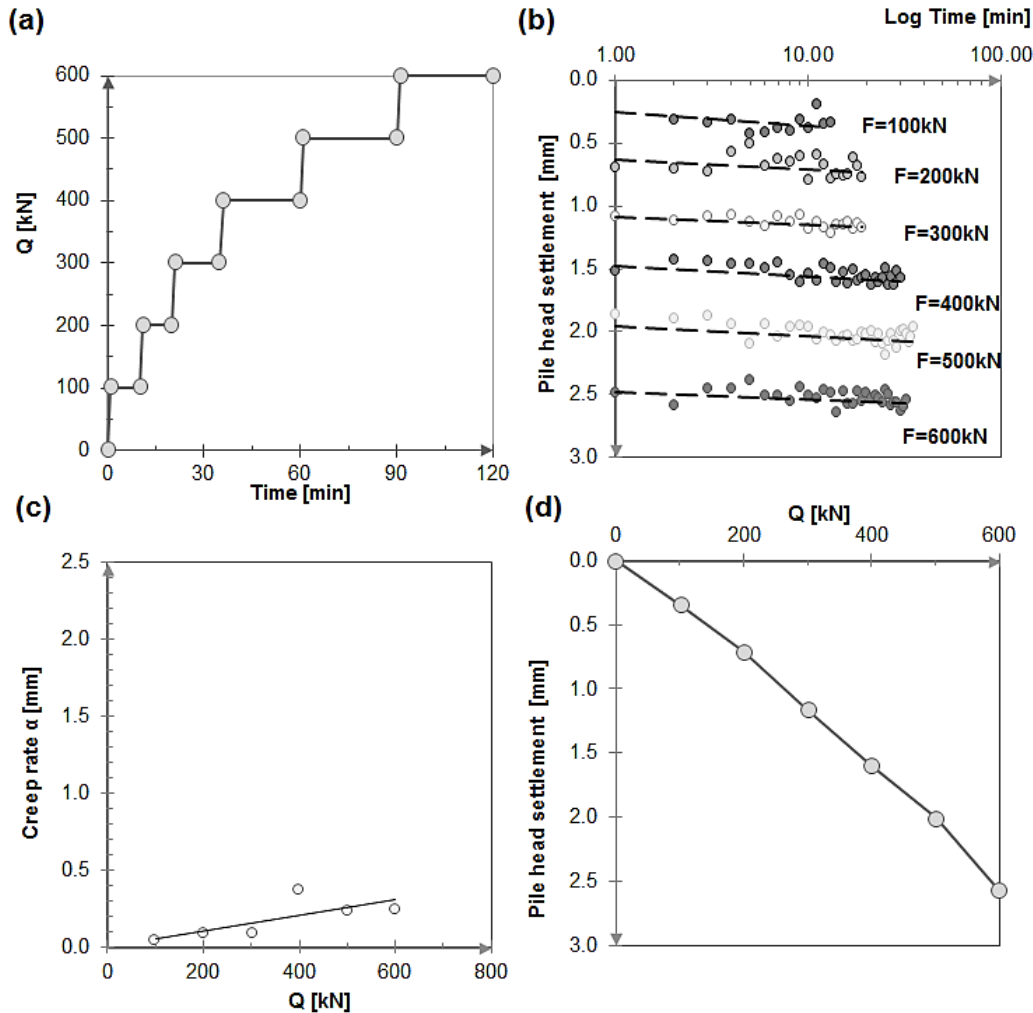 (a)
Q [kN]
600
500
400
300
200
100
0
0 30 60 90 120
Time [min]
(b)
Log Time [min]
1.00 10.00 100.00
Pile head settlement [mm]
0.0
0.5
1.0
1.5
2.0
2.5
3.0
F=100kN
F=200kN
F=300kN
F=400kN
F=500kN
F=600kN
(c)
Creep rate α [mm]
2.5
2.0
1.5
1.0
0.5
0.0
0 200 400 600 800
Q [kN]
(d)
Q [kN]
0 200 400 600
Pile head settlement [mm]
0.0
0.5
1.0
1.5
2.0
2.5
3.0